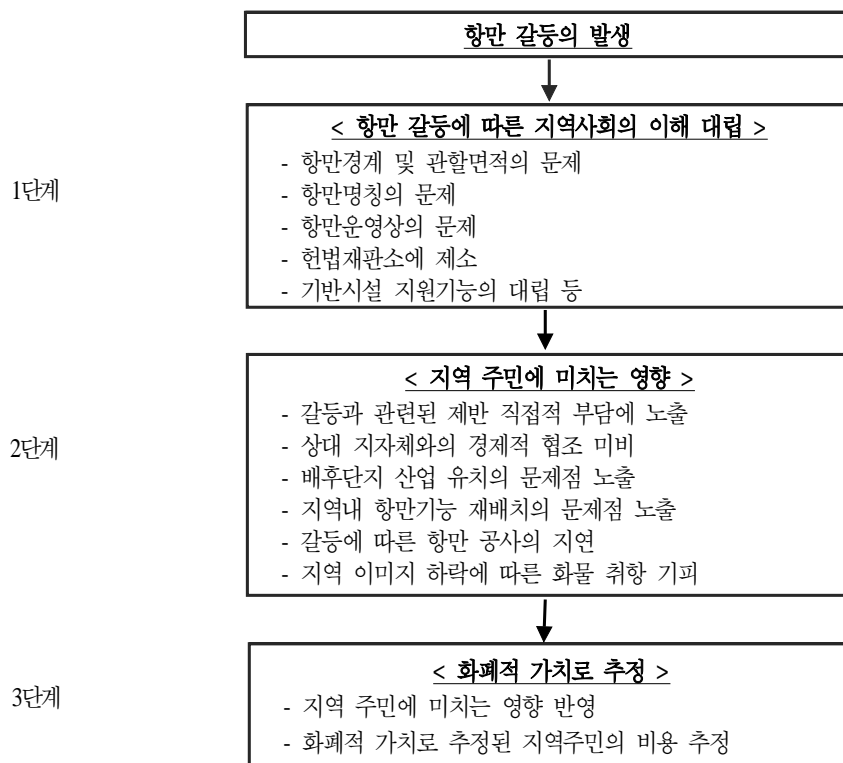 항만 갈등의 발생
1단계
< 항만 갈등에 따른 지역사회의 이해 대립 >
- 항만경계 및 관할면적의 문제
- 항만명칭의 문제
- 항만운영상의 문제
- 헌법재판소에 제소
- 기반시설 지원기능의 대립 등
2단계
< 지역 주민에 미치는 영향 >
- 갈등과 관련된 제반 직접적 부담에 노출
- 상대 지자체와의 경제적 협조 미비
- 배후단지 산업 유치의 문제점 노출
- 지역내 항만기능 재배치의 문제점 노출
- 갈등에 따른 항만 공사의 지연
- 지역 이미지 하락에 따른 화물 취항 기피
3단계
< 화폐적 가치로 추정 >
- 지역 주민에 미치는 영향 반영
- 화폐적 가치로 추정된 지역주민의 비용 추정